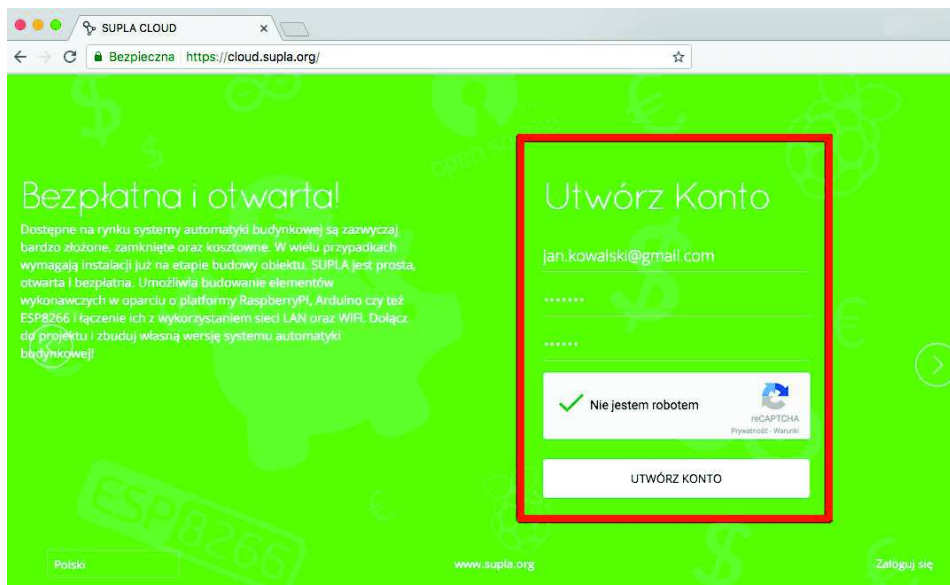 SUPLA CLOUD
Bezpieczna https://cloud.supla.org/
open-source
Bezpłatna i otwarta!
Dostępne na rynku systemy automatyki budynkowej są zazwyczaj
bardzo złożone, zamknięte oraz kosztowne. W wielu przypadkach
wymagają instalacji już na etapie budowy obiektu. SUPLA jest prosta,
otwarta i bezpłatna. Umożliwia budowanie elementów
wykonawczych w oparciu o platformy RaspberryPI, Arduino czy też
ESP8266 i łączenie ich z wykorzystaniem sieci LAN oraz WIFI. Dołącz
do projektu i zbuduj własną wersję systemu automatyki
budynkowej!
Utwórz Konto
jan.kowalski@gmail.com
•••••••
••••••
Nie jestem robotem
reCAPTCHA
Prywatność - Warunki
UTWÓRZ KONTO
ESP8266
Polski
www.supla.org
Zaloguj się